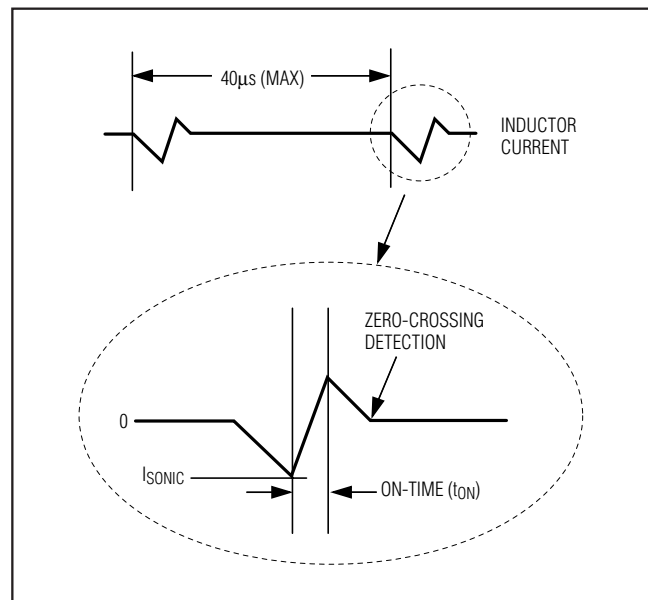 40µs (MAX)
INDUCTOR
CURRENT
ZERO-CROSSING
DETECTION
0
ISONIC
ON-TIME (tON)